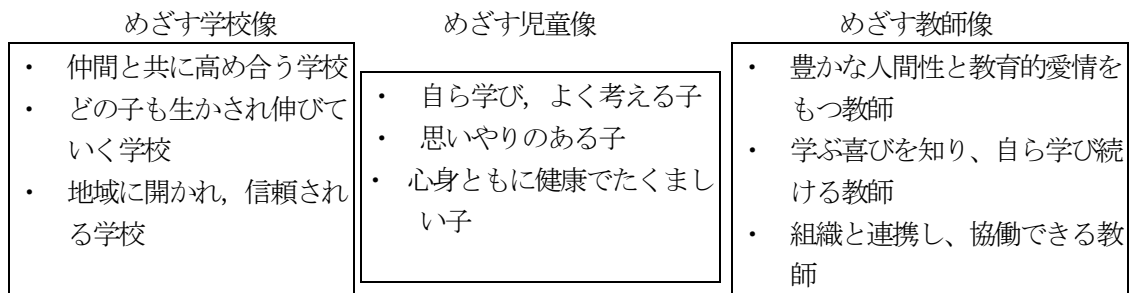 めざす学校像
・ 仲間と共に高め合う学校
・ どの子も生かされ伸びて
いく学校
・ 地域に開かれ，信頼され
る学校
めざす児童像
・ 自ら学び，よく考える子
・ 思いやりのある子
・ 心身ともに健康でたくまし
い子
めざす教師像
・ 豊かな人間性と教育的愛情を
もつ教師
・ 学ぶ喜びを知り、自ら学び続
ける教師
・ 組織と連携し、協働できる教
師